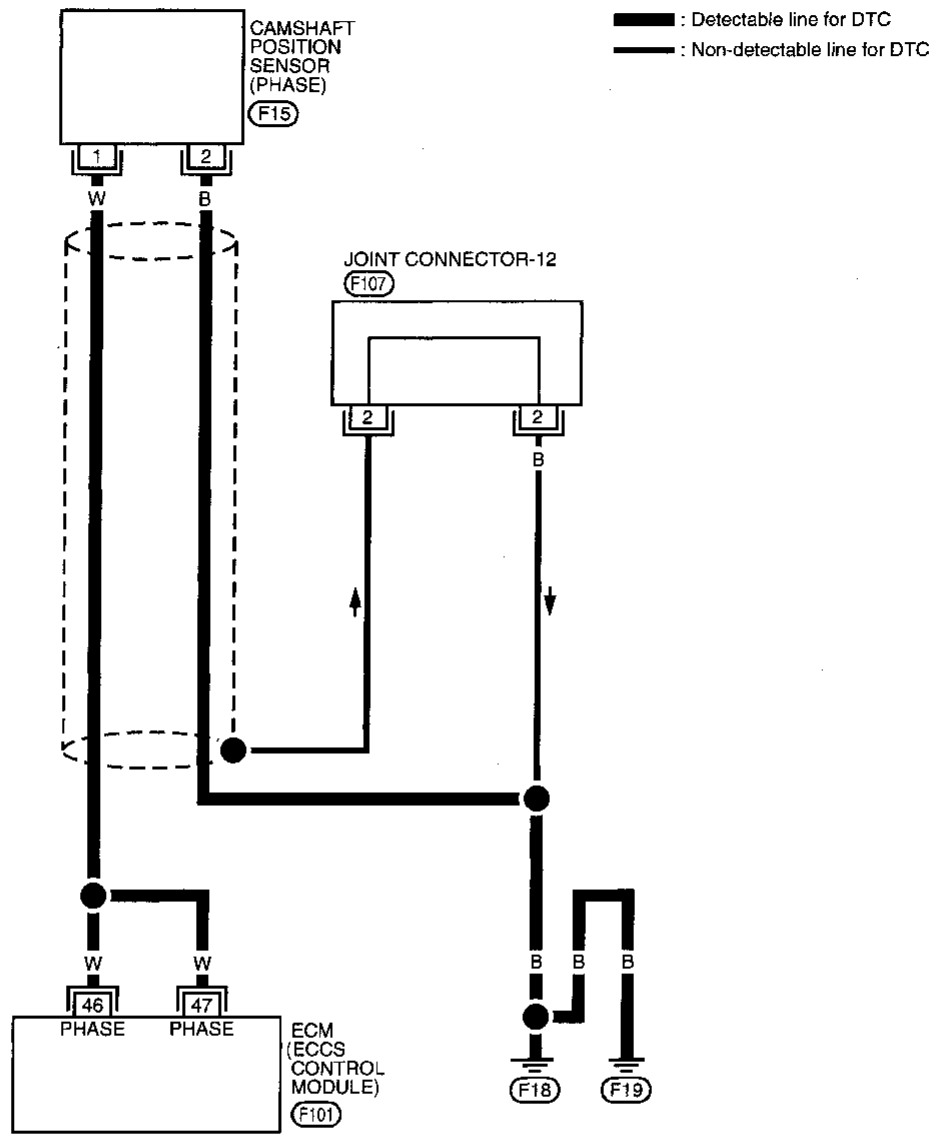 CAMSHAFT
POSITION
SENSOR
(PHASE)
F15
: Detectable line for DTC
: Non-detectable line for DTC
1
2
W
B
JOINT CONNECTOR-12
F107
2
2
B
W
W
B
B
B
46
47
PHASE
PHASE
ECM
(ECCS
CONTROL
MODULE)
F101
F18
F19